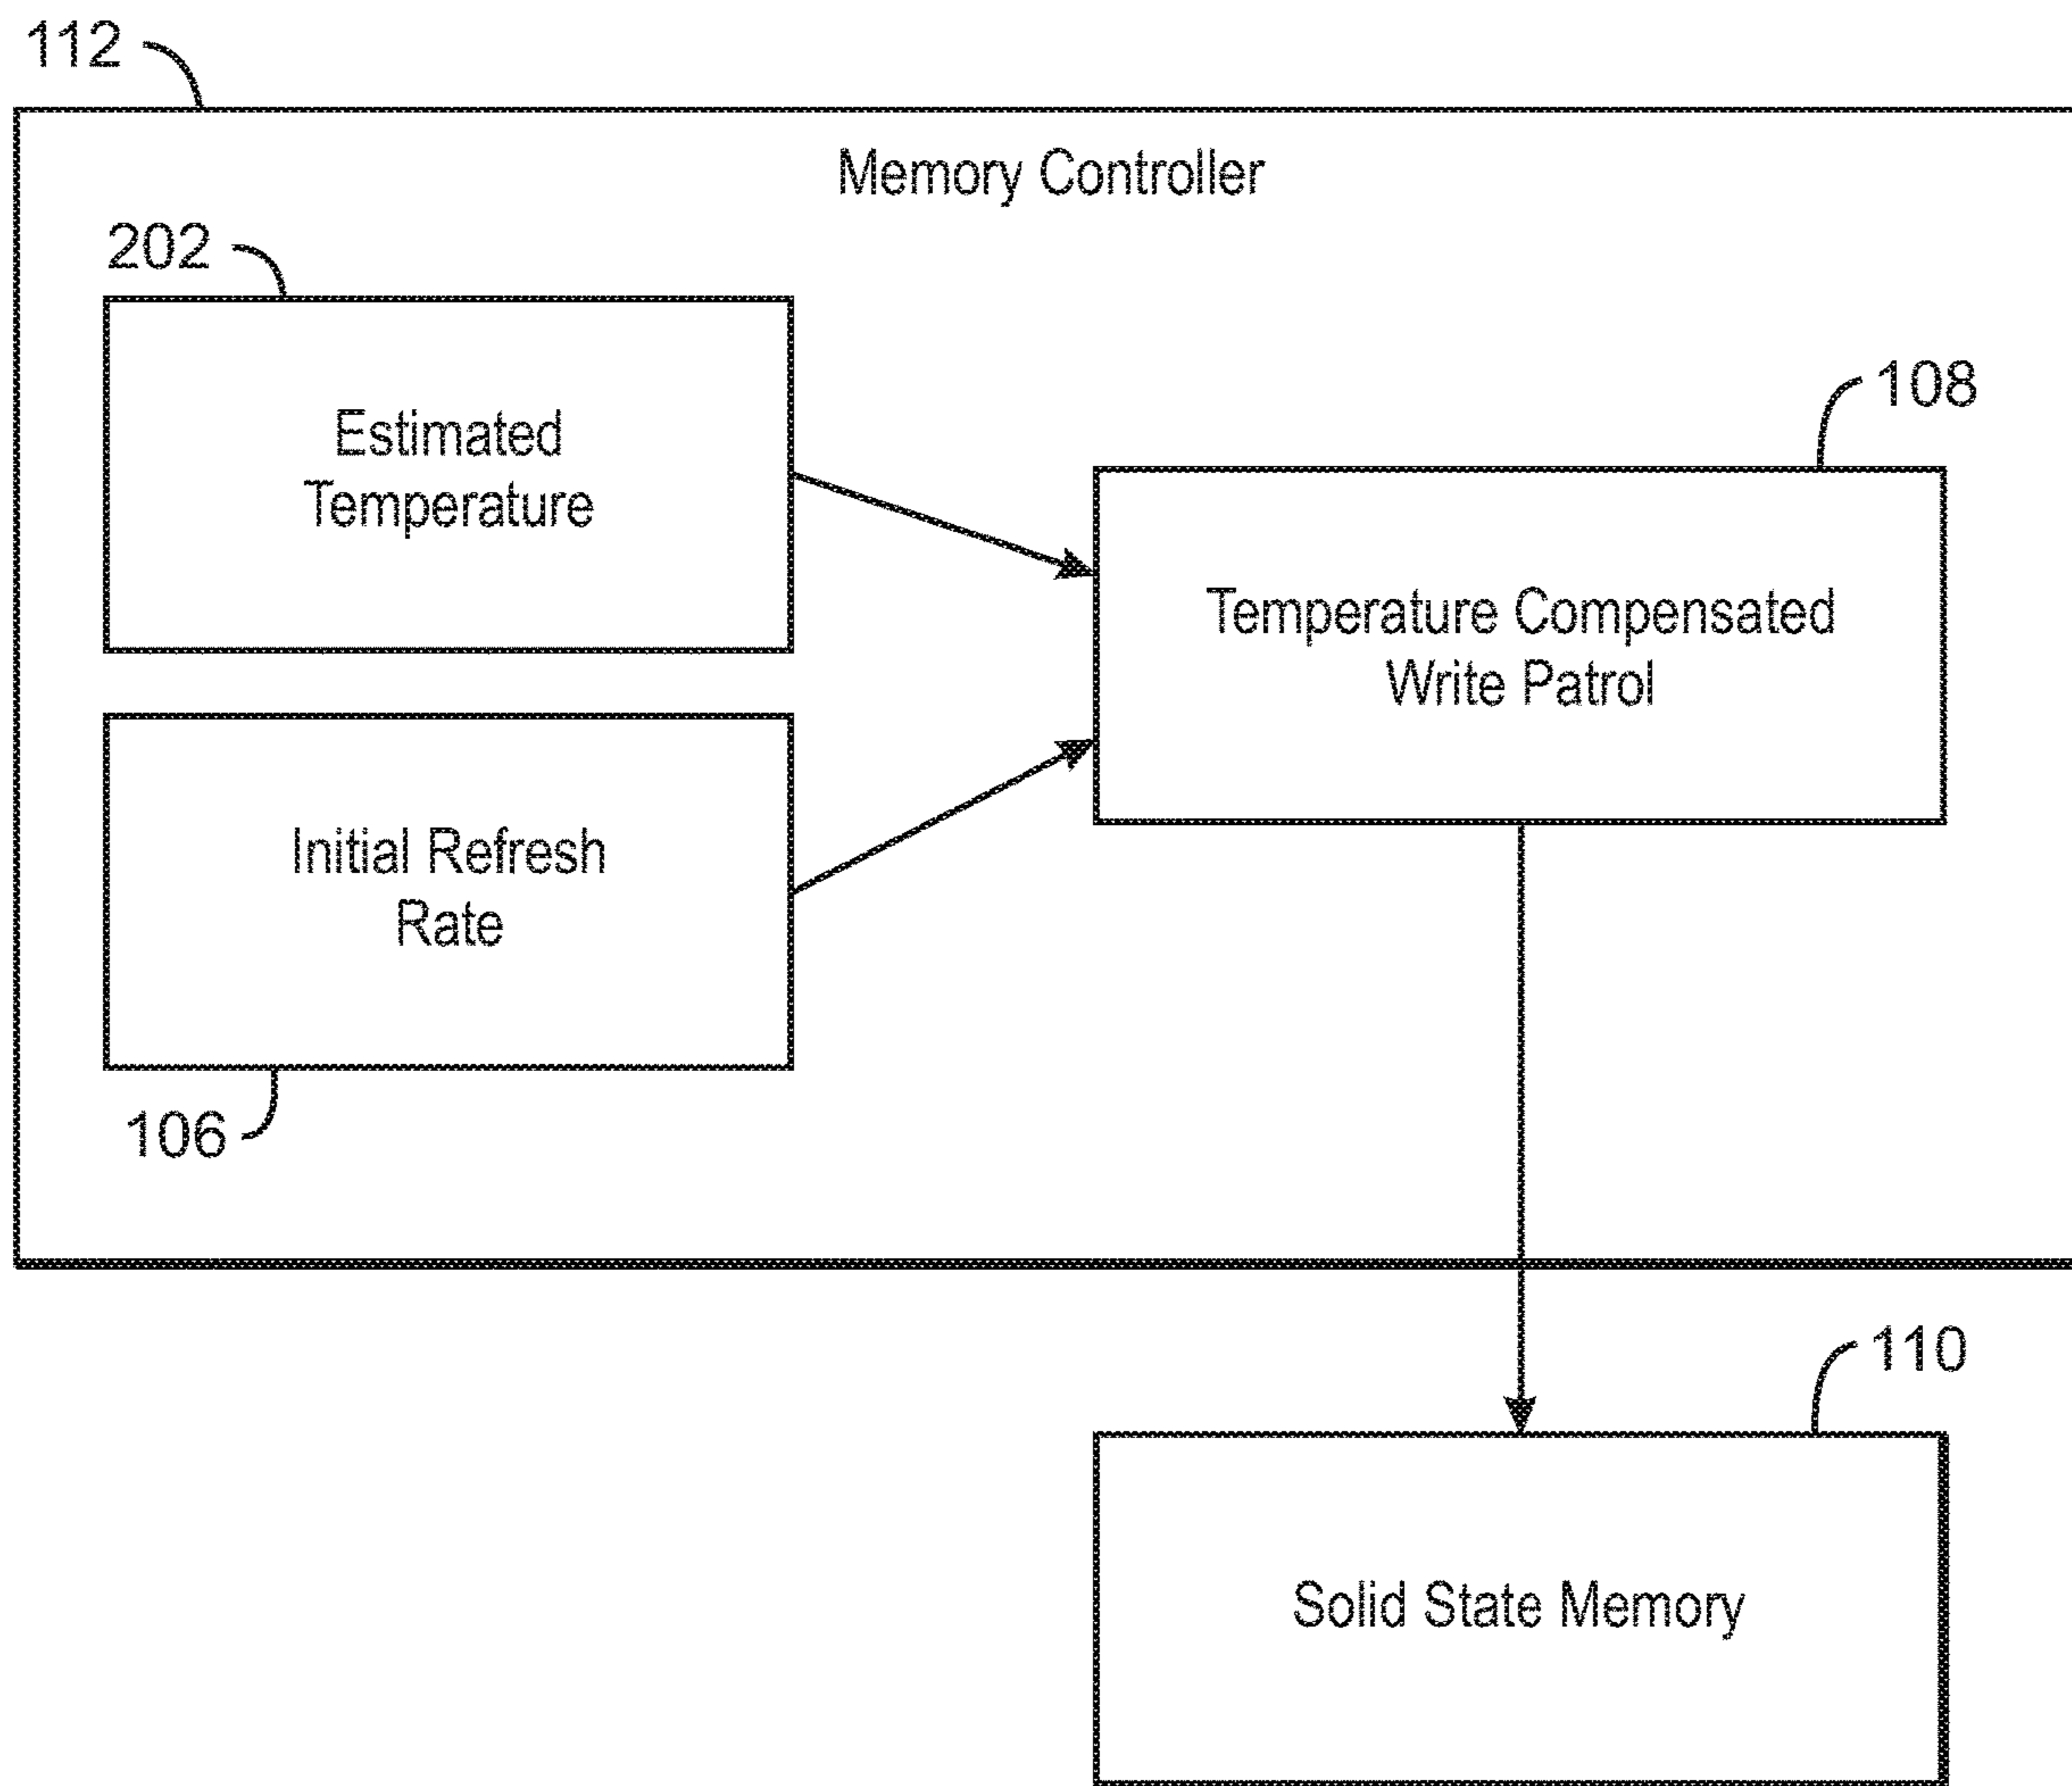 112
Memory Controller
202
Estimated
Temperature
108
Temperature Compensated
Write Patrol
Initial Refresh
Rate
106
110
Solid State Memory